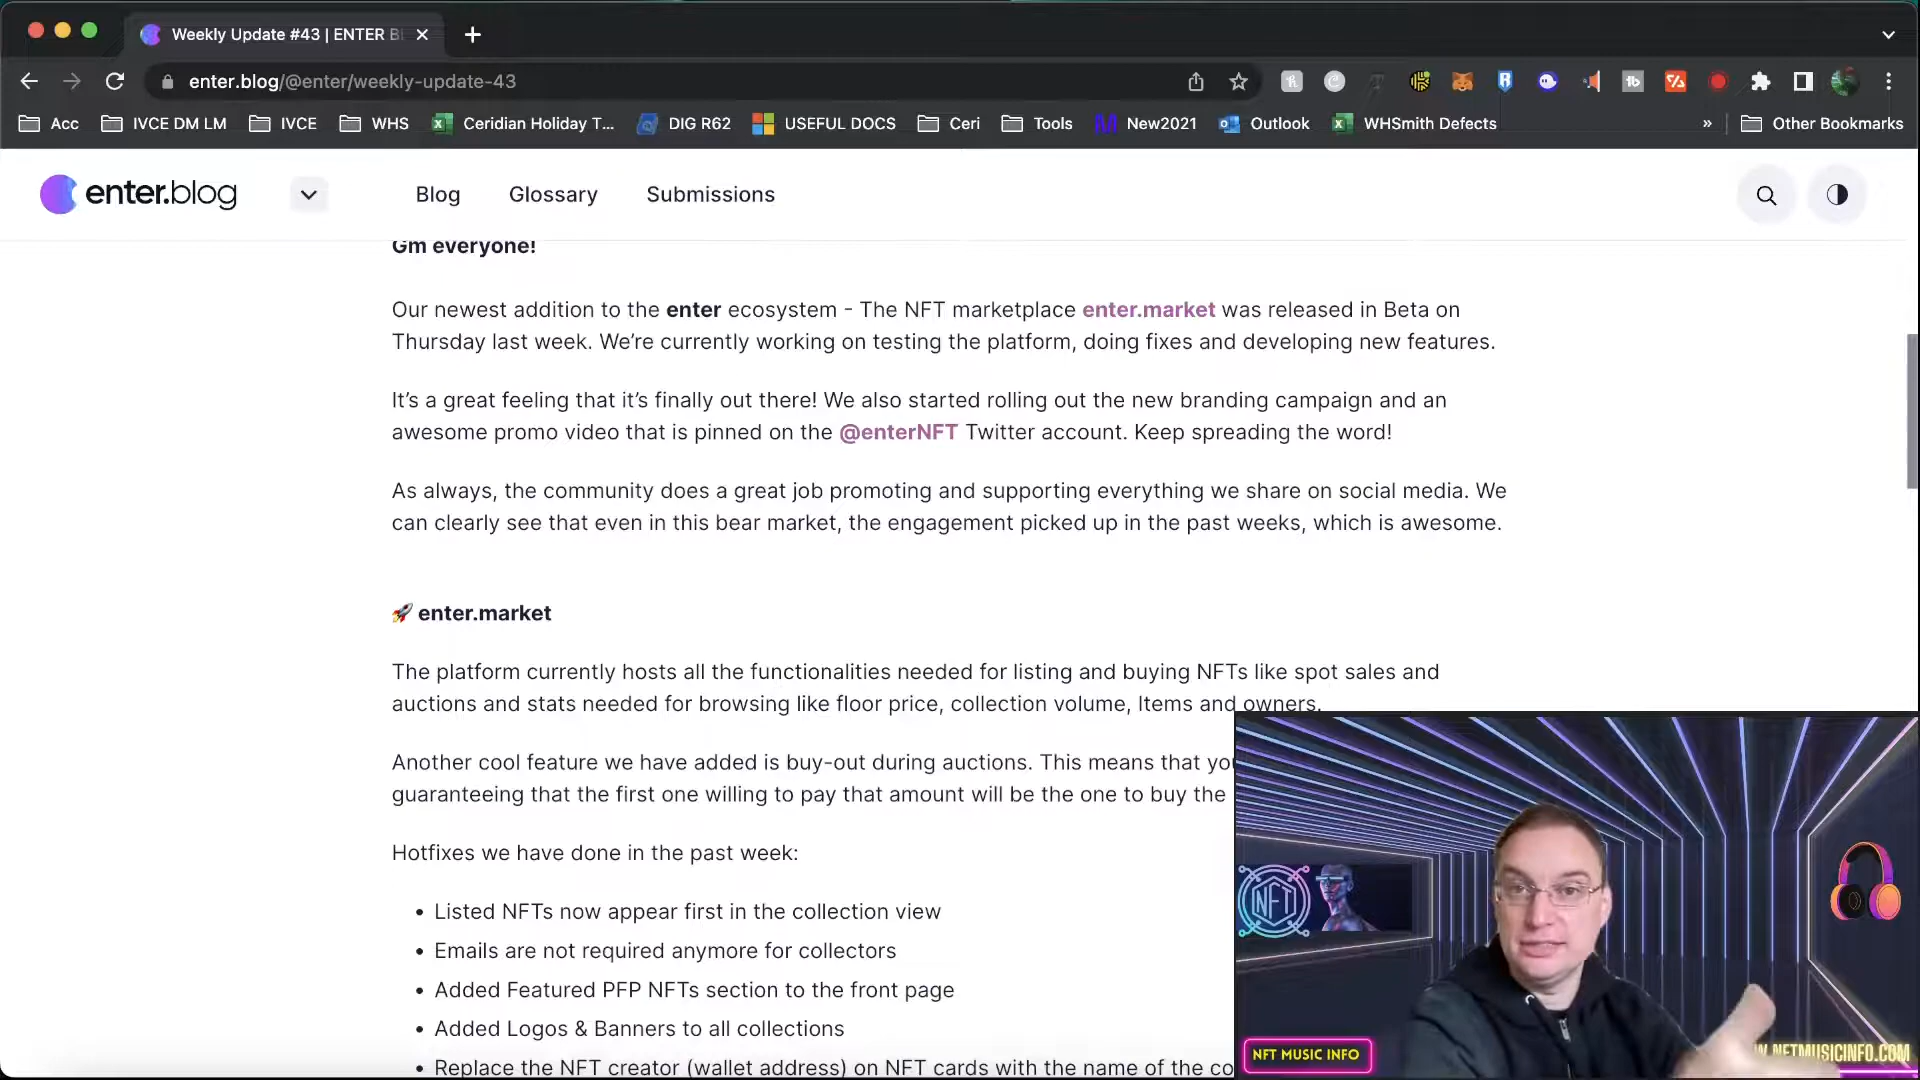 Weekly Update #43 | ENTER B
enter.blog/@enter/weekly-update-43
Acc
IVCE DM LM
IVCE
WHS
Ceridian Holiday T...
DIG R62
USEFUL DOCS
Ceri
Tools
New2021
Outlook
WHSmith Defects
»
Other Bookmarks
enter.blog
Blog
Glossary
Submissions
Gm everyone!
Our newest addition to the enter ecosystem - The NFT marketplace enter.market was released in Beta on
Thursday last week. We’re currently working on testing the platform, doing fixes and developing new features.
It’s a great feeling that it’s finally out there! We also started rolling out the new branding campaign and an
awesome promo video that is pinned on the @enterNFT Twitter account. Keep spreading the word!
As always, the community does a great job promoting and supporting everything we share on social media. We
can clearly see that even in this bear market, the engagement picked up in the past weeks, which is awesome.
🚀 enter.market
The platform currently hosts all the functionalities needed for listing and buying NFTs like spot sales and
auctions and stats needed for browsing like floor price, collection volume, Items and owners.
Another cool feature we have added is buy-out during auctions. This means that you
guaranteeing that the first one willing to pay that amount will be the one to buy the
Hotfixes we have done in the past week:
• Listed NFTs now appear first in the collection view
• Emails are not required anymore for collectors
• Added Featured PFP NFTs section to the front page
• Added Logos & Banners to all collections
• Replace the NFT creator (wallet address) on NFT cards with the name of the co
NFT
NFT MUSIC INFO
W.NFTMUSICINFO.COM